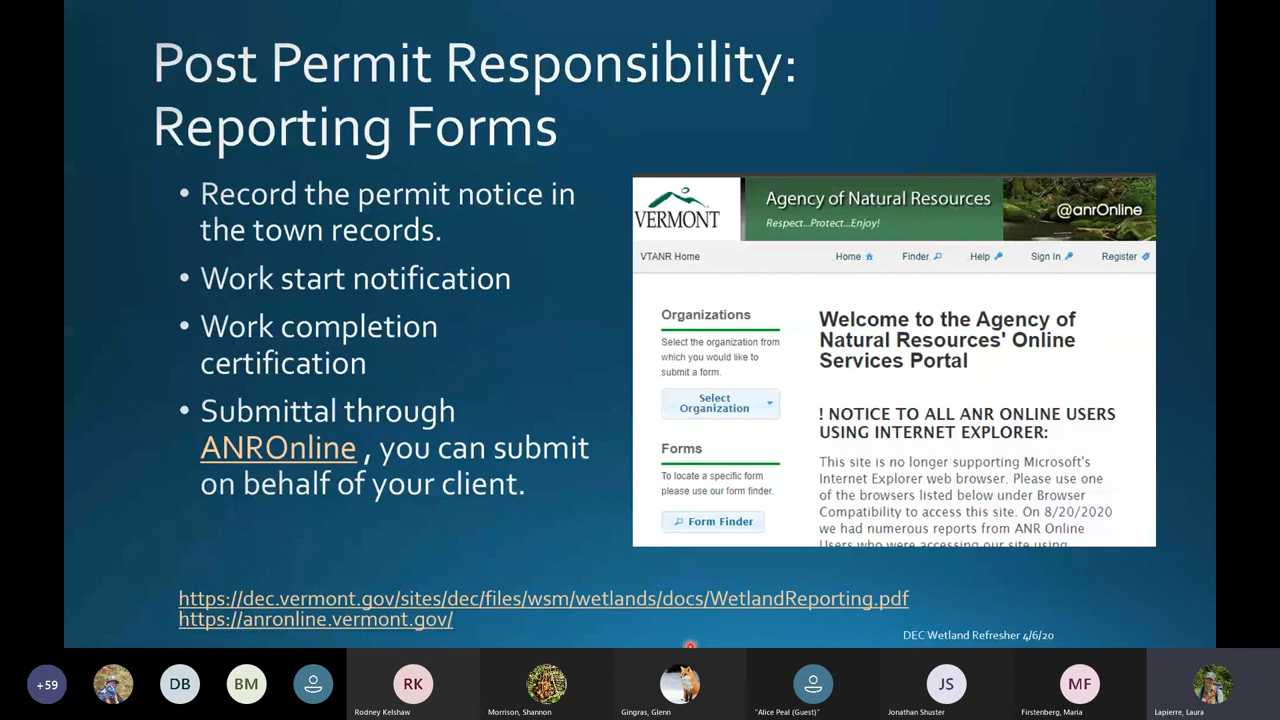 Post Permit Responsibility:
Reporting Forms
• Record the permit notice in
the town records.
• Work start notification
• Work completion
certification
• Submittal through
ANROnline , you can submit
on behalf of your client.
VERMONT
Agency of Natural Resources
Respect...Protect...Enjoy!
@anrOnline
VTANR Home
Home
Finder
Help
Sign In
Register
Organizations
Select the organization from
which you would like to
submit a form.
Select
Organization
Forms
To locate a specific form
please use our form finder.
Form Finder
Welcome to the Agency of
Natural Resources' Online
Services Portal
! NOTICE TO ALL ANR ONLINE USERS
USING INTERNET EXPLORER:
This site is no longer supporting Microsoft's
Internet Explorer web browser. Please use one
of the browsers listed below under Browser
Compatibility to access this site. On 8/20/2020
we had numerous reports from ANR Online
Users who were accessing our site using
https://dec.vermont.gov/sites/dec/files/wsm/wetlands/docs/WetlandReporting.pdf
https://anronline.vermont.gov/
DEC Wetland Refresher 4/6/20
+59
DB
BM
RK
JS
MF
Rodney Kelshaw
Morrison, Shannon
Gingras, Glenn
"Alice Peal (Guest)"
Jonathan Shuster
Firstenberg, Maria
Lapierre, Laura